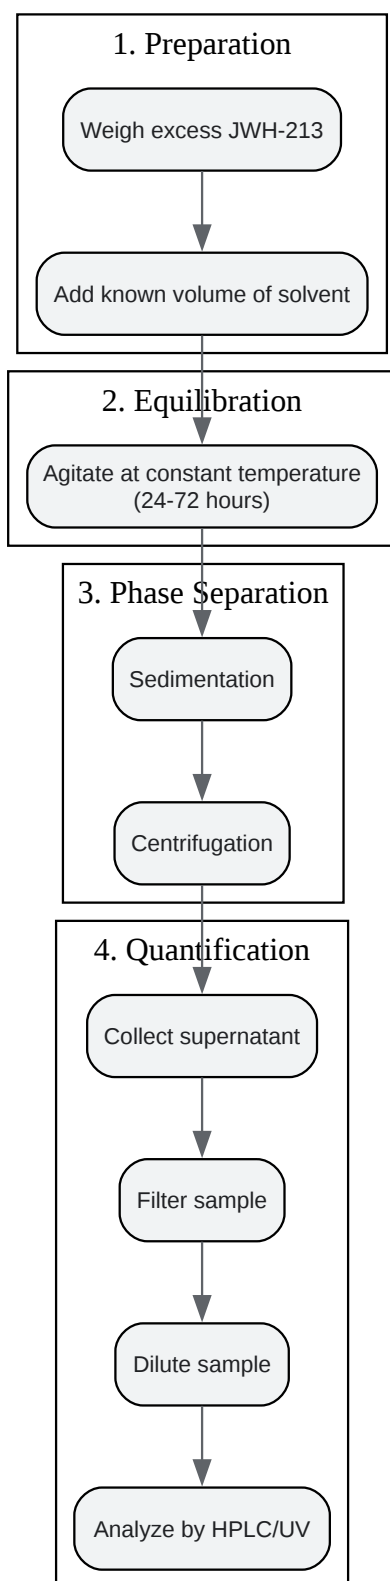 1. Preparation
Weigh excess JWH-213
Add known volume of solvent
2. Equilibration
Agitate at constant temperature
(24-72 hours)
3. Phase Separation
Sedimentation
Centrifugation
4. Quantification
Collect supernatant
Filter sample
Dilute sample
Analyze by HPLC/UV